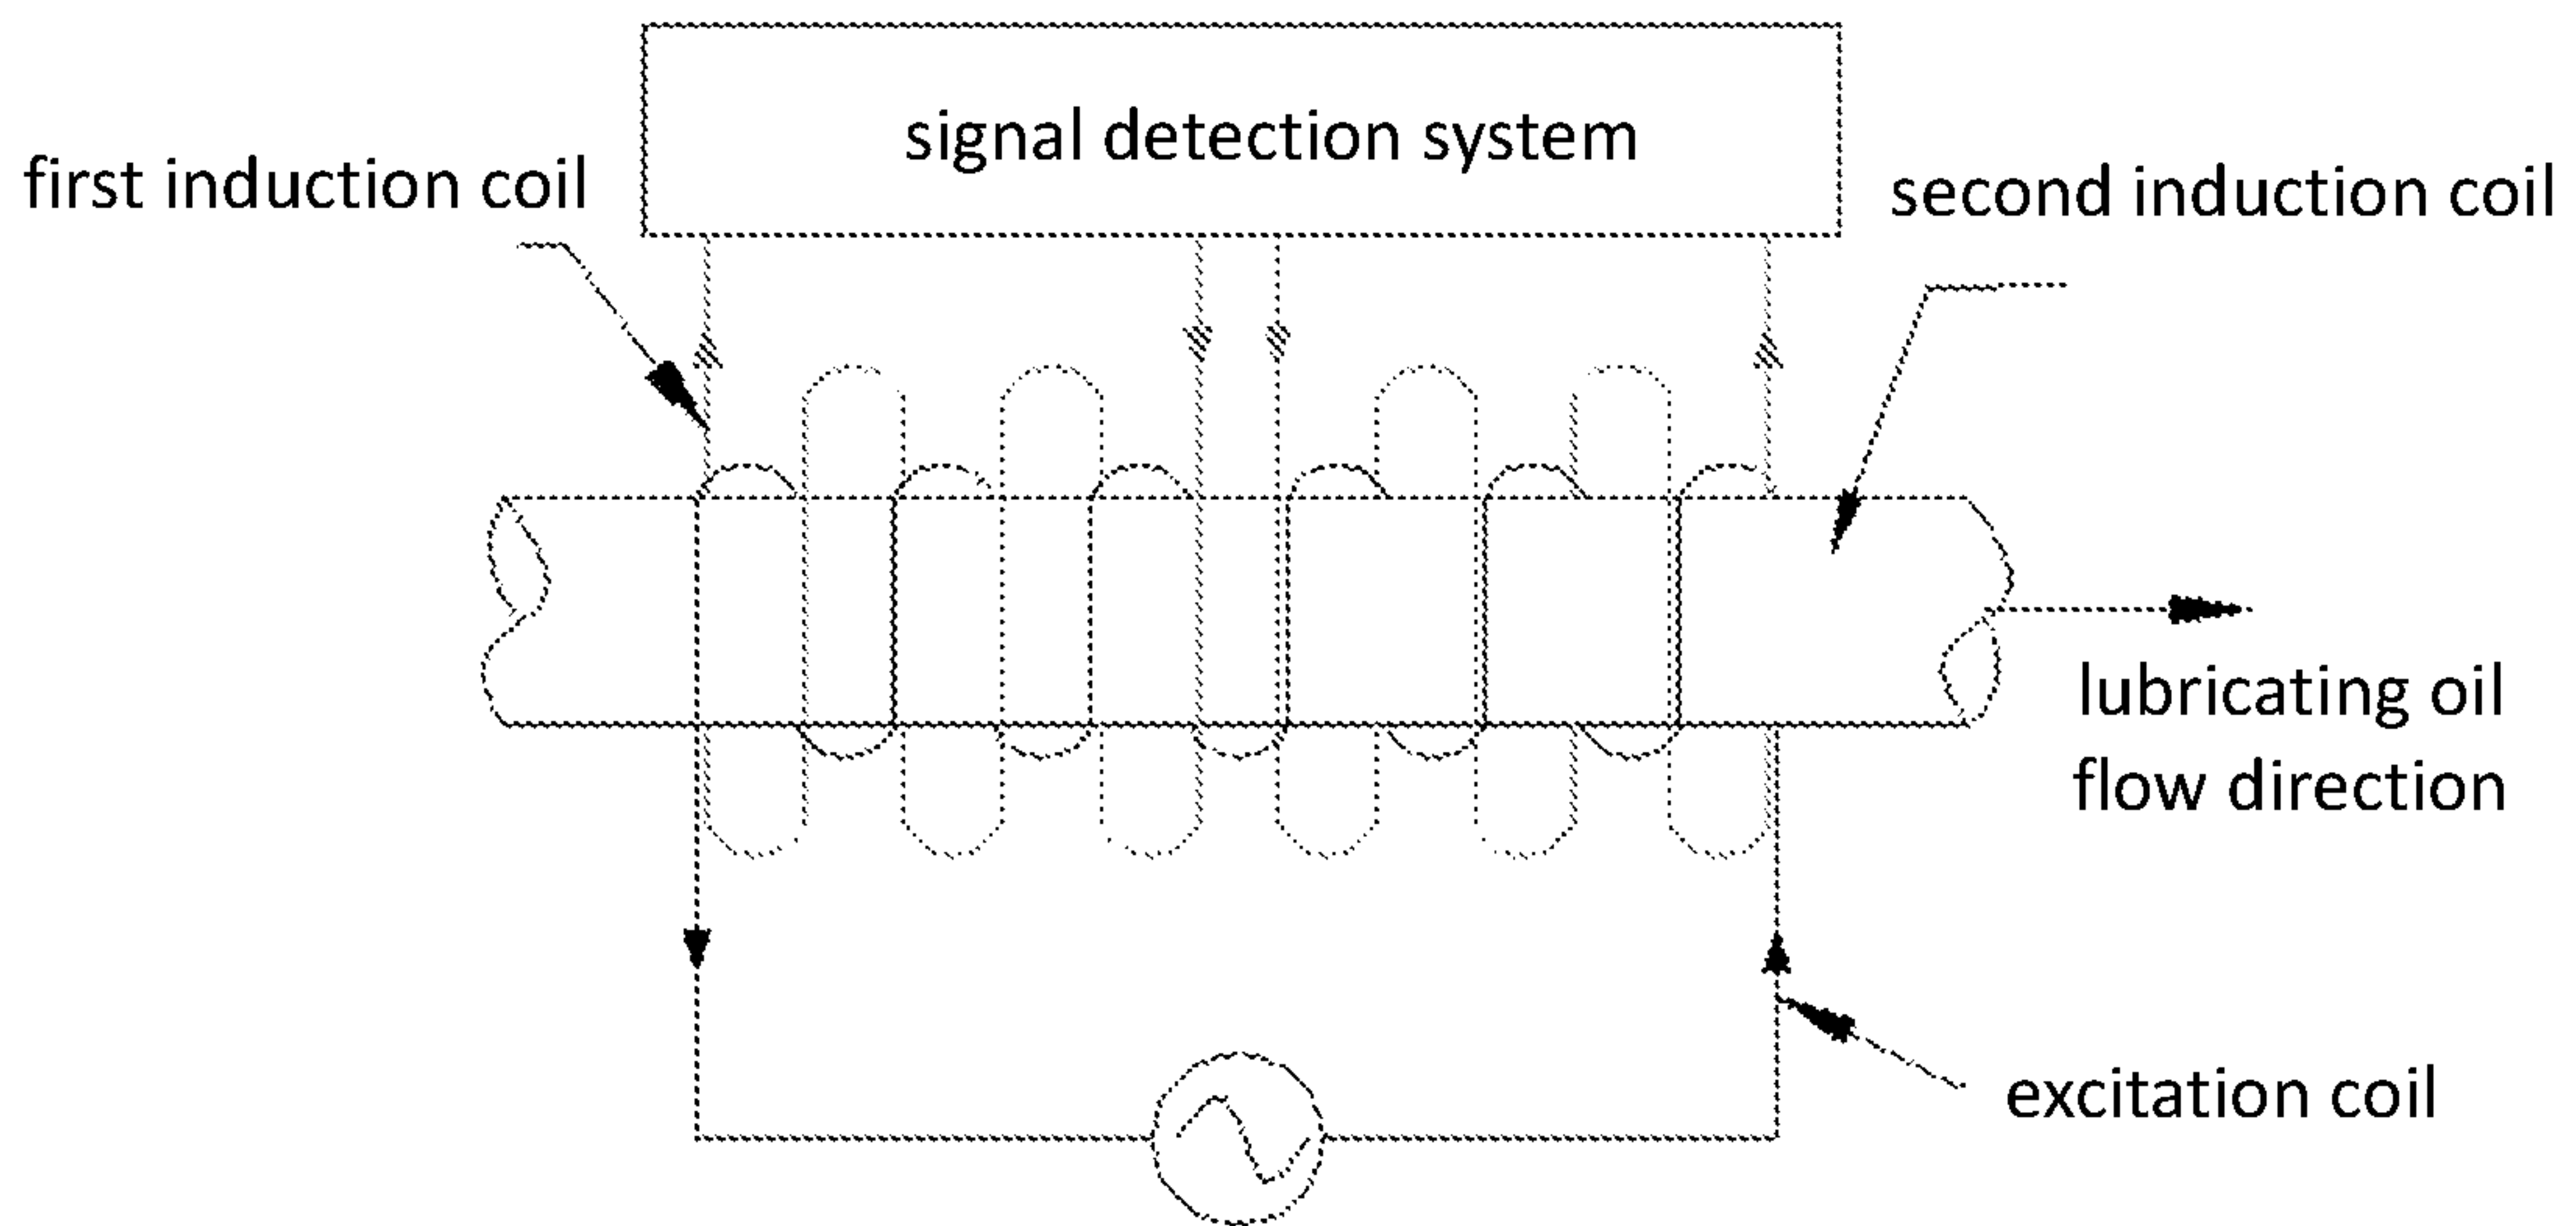 signal detection system
first induction coil
second induction coil
lubricating oil
flow direction
excitation coil